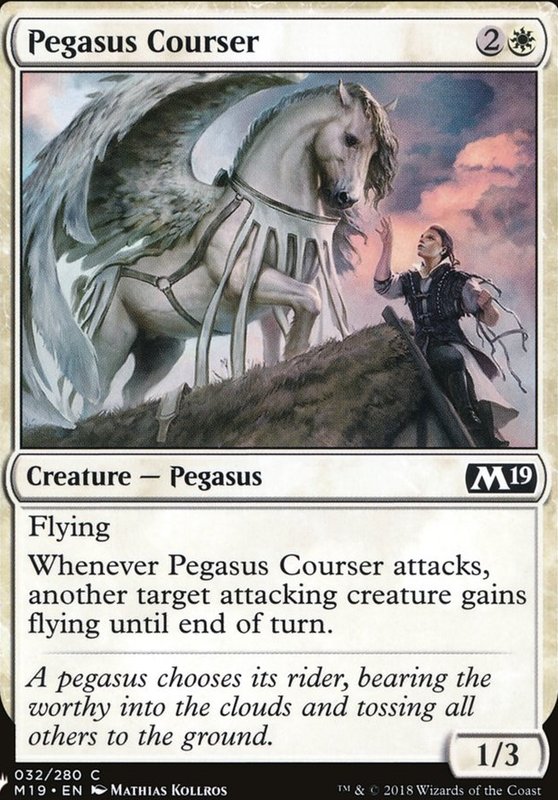 Pegasus Courser 2
Creature — Pegasus M19
Flying
Whenever Pegasus Courser attacks,
another target attacking creature gains
flying until end of turn.
A pegasus chooses its rider, bearing the
worthy into the clouds and tossing all
others to the ground.
1/3
032/280 C
M19 • EN Mathias Kollros ™ & © 2018 Wizards of the Coast